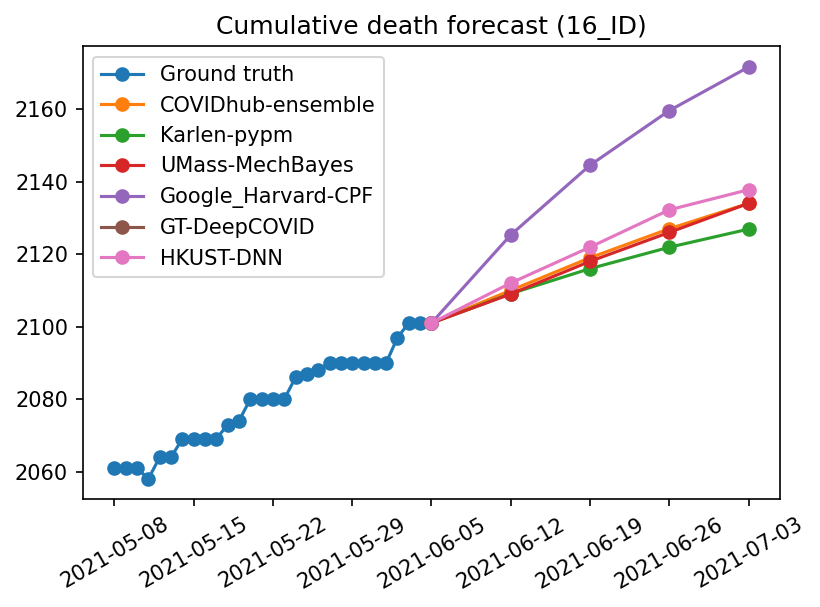 Cumulative death forecast (16_ID)
Ground truth
COVIDhub-ensemble
Karlen-pypm
UMass-MechBayes
Google_Harvard-CPF
GT-DeepCOVID
HKUST-DNN
2160
2140
2120
2100
2080
2060
2021-05-08
2021-05-15
2021-05-22
2021-05-29
2021-06-05
2021-06-12
2021-06-19
2021-06-26
2021-07-03